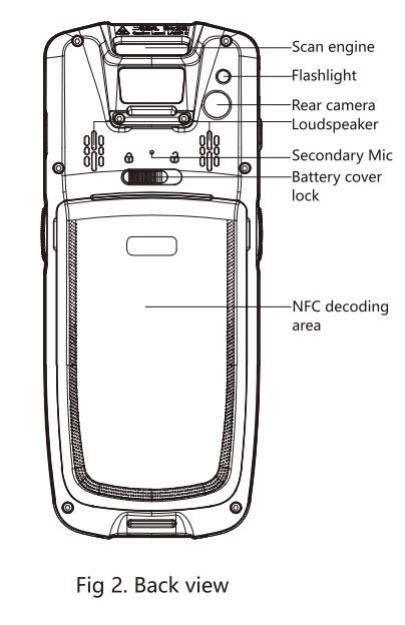 Scan engine
Flashlight
Rear camera
Loudspeaker
Secondary Mic
Battery cover
lock
NFC decoding
area
Fig 2. Back view